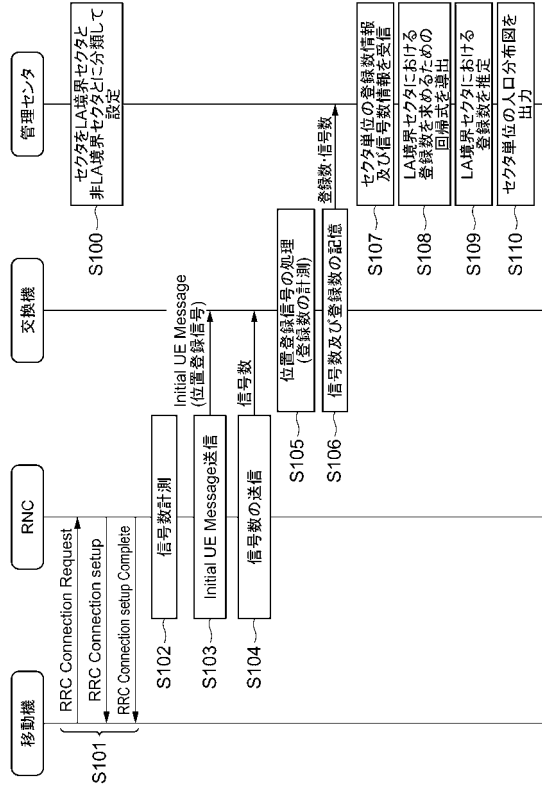 移動機
RNC
交換機
管理センタ
セクタをLA境界セクタと
非LA境界セクタとに分類して
設定
S100
RRC Connection Request
RRC Connection setup
RRC Connection setup Complete
S101
信号数計測
S102
Initial UE Message
(位置登録信号)
Initial UE Message送信
S103
信号数
信号数の送信
S104
位置登録信号の処理
(登録数の計測)
S105
登録数・信号数
信号数及び登録数の記憶
S106
セクタ単位の登録数情報
及び信号数情報を受信
S107
LA境界セクタにおける
登録数を求めるための
回帰式を導出
S108
LA境界セクタにおける
登録数を推定
S109
セクタ単位の人口分布図を
出力
S110